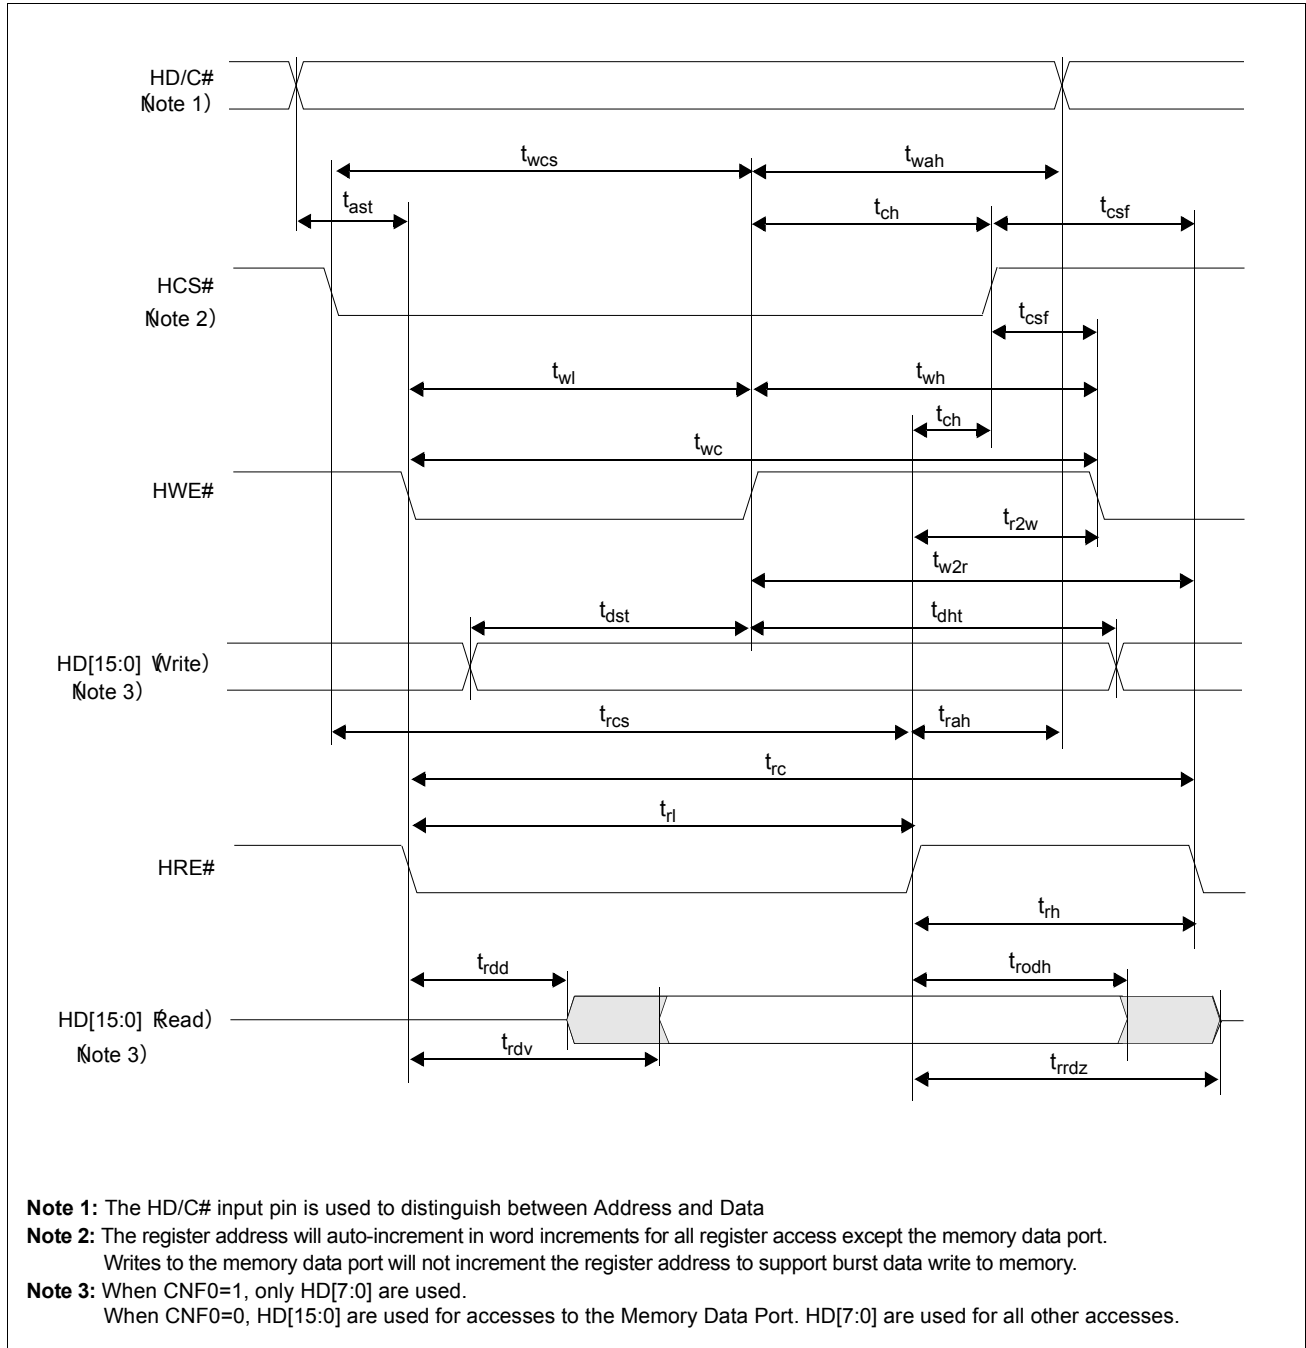 HD/C#
(Note 1)
twcs
twah
tast
tch
tcsf
HCS#
(Note 2)
tcsf
twl
twh
tch
twc
HWE#
tr2w
tw2r
tdst
tdht
HD[15:0] (Write)
(Note 3)
trcs
trah
trc
trl
HRE#
trh
trdd
trodh
HD[15:0] (Read)
(Note 3)
trdv
trrdz
Note 1: The HD/C# input pin is used to distinguish between Address and Data
Note 2: The register address will auto-increment in word increments for all register access except the memory data port.
Writes to the memory data port will not increment the register address to support burst data write to memory.
Note 3: When CNF0=1, only HD[7:0] are used.
When CNF0=0, HD[15:0] are used for accesses to the Memory Data Port. HD[7:0] are used for all other accesses.